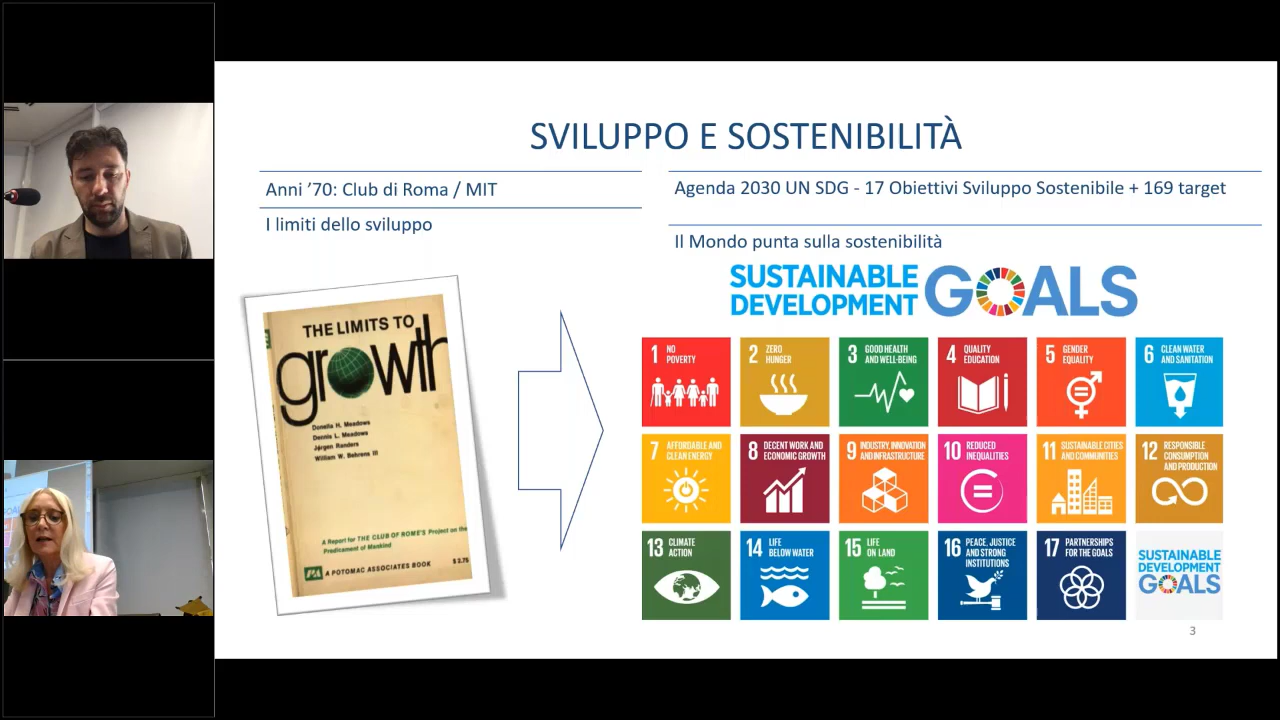 SVILUPPO E SOSTENIBILITÀ
Anni ’70: Club di Roma / MIT
I limiti dello sviluppo
THE LIMITS TO
growth
Donella H. Meadows
Dennis L. Meadows
Jørgen Randers
William W. Behrens III
A Report for THE CLUB OF ROME'S Project on the
Predicament of Mankind
A POTOMAC ASSOCIATES BOOK
$2.75
Agenda 2030 UN SDG - 17 Obiettivi Sviluppo Sostenibile + 169 target
Il Mondo punta sulla sostenibilità
SUSTAINABLE
DEVELOPMENT
GOALS
1 NO
POVERTY
2 ZERO
HUNGER
3 GOOD HEALTH
AND WELL-BEING
4 QUALITY
EDUCATION
5 GENDER
EQUALITY
6 CLEAN WATER
AND SANITATION
7 AFFORDABLE AND
CLEAN ENERGY
8 DECENT WORK AND
ECONOMIC GROWTH
9 INDUSTRY, INNOVATION
AND INFRASTRUCTURE
10 REDUCED
INEQUALITIES
11 SUSTAINABLE CITIES
AND COMMUNITIES
12 RESPONSIBLE
CONSUMPTION
AND PRODUCTION
13 CLIMATE
ACTION
14 LIFE
BELOW WATER
15 LIFE
ON LAND
16 PEACE, JUSTICE
AND STRONG
INSTITUTIONS
17 PARTNERSHIPS
FOR THE GOALS
SUSTAINABLE
DEVELOPMENT
GOALS
3